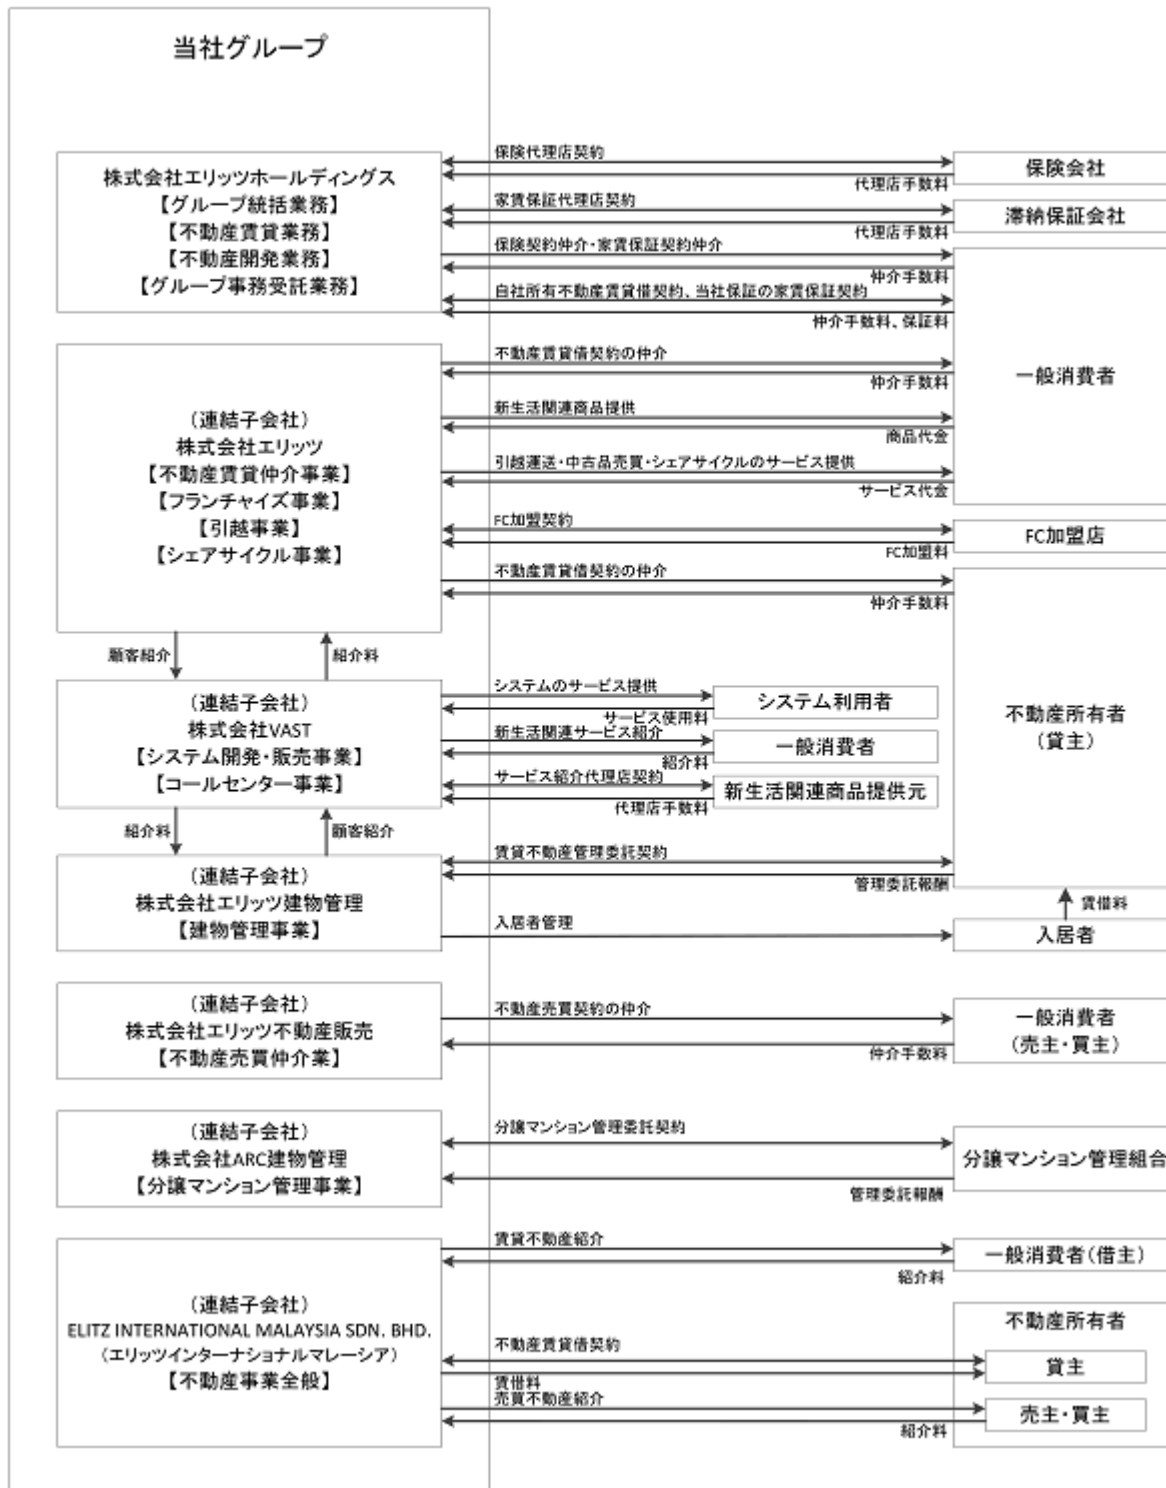 当社グループ
株式会社エリッツホールディングス
【グループ統括業務】
【不動産賃貸業務】
【不動産開発業務】
【グループ事務受託業務】
保険代理店契約
代理店手数料
保険会社
家賃保証代理店契約
代理店手数料
滞納保証会社
保険契約仲介・家賃保証契約仲介
仲介手数料
自社所有不動産賃貸借契約、当社保証の家賃保証契約
仲介手数料、保証料
一般消費者
(連結子会社)
株式会社エリッツ
【不動産賃貸仲介事業】
【フランチャイズ事業】
【引越事業】
【シェアサイクル事業】
不動産賃貸借契約の仲介
仲介手数料
新生活関連商品提供
商品代金
引越運送・中古品売買・シェアサイクルのサービス提供
サービス代金
FC加盟契約
FC加盟料
FC加盟店
不動産賃貸借契約の仲介
仲介手数料
不動産所有者
(貸主)
顧客紹介
紹介料
(連結子会社)
株式会社VAST
【システム開発・販売事業】
【コールセンター事業】
システムのサービス提供
サービス使用料
システム利用者
新生活関連サービス紹介
紹介料
一般消費者
サービス紹介代理店契約
代理店手数料
新生活関連商品提供元
紹介料
顧客紹介
(連結子会社)
株式会社エリッツ建物管理
【建物管理事業】
賃貸不動産管理委託契約
管理委託報酬
賃借料
入居者管理
入居者
(連結子会社)
株式会社エリッツ不動産販売
【不動産売買仲介業】
不動産売買契約の仲介
仲介手数料
一般消費者
(売主・買主)
(連結子会社)
株式会社ARC建物管理
【分譲マンション管理事業】
分譲マンション管理委託契約
管理委託報酬
分譲マンション管理組合
(連結子会社)
ELITZ INTERNATIONAL MALAYSIA SDN. BHD.
(エリッツインターナショナルマレーシア)
【不動産事業全般】
賃貸不動産紹介
紹介料
一般消費者(借主)
不動産所有者
不動産賃貸借契約
賃借料
貸主
売買不動産紹介
紹介料
売主・買主